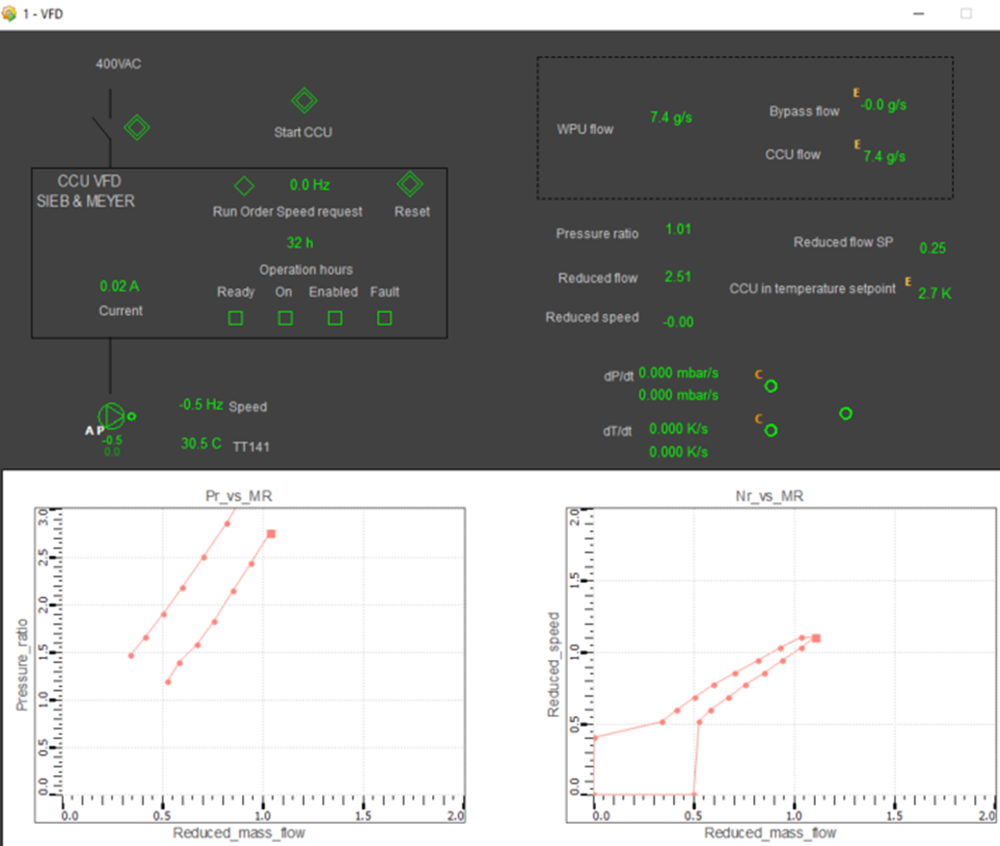 1 - VFD
400VAC
Start CCU
CCU VFD
SIEB & MEYER
0.0 Hz
Run Order Speed request
Reset
32 h
Operation hours
Ready On Enabled Fault
0.02 A
Current
-0.5 Hz Speed
A P
-0.5
0.0
30.5 C TT141
WPU flow 7.4 g/s
Bypass flow E -0.0 g/s
CCU flow E 7.4 g/s
Pressure ratio 1.01
Reduced flow SP 0.25
Reduced flow 2.51
CCU in temperature setpoint E 2.7 K
Reduced speed -0.00
dP/dt 0.000 mbar/s C
0.000 mbar/s
dT/dt 0.000 K/s C
0.000 K/s
Pr_vs_MR
Pressure_ratio
3.0
2.5
2.0
1.5
1.0
0.5
0.0
0.0 0.5 1.0 1.5 2.0
Reduced_mass_flow
Nr_vs_MR
Reduced_speed
2.0
1.5
1.0
0.5
0.0
0.0 0.5 1.0 1.5 2.0
Reduced_mass_flow